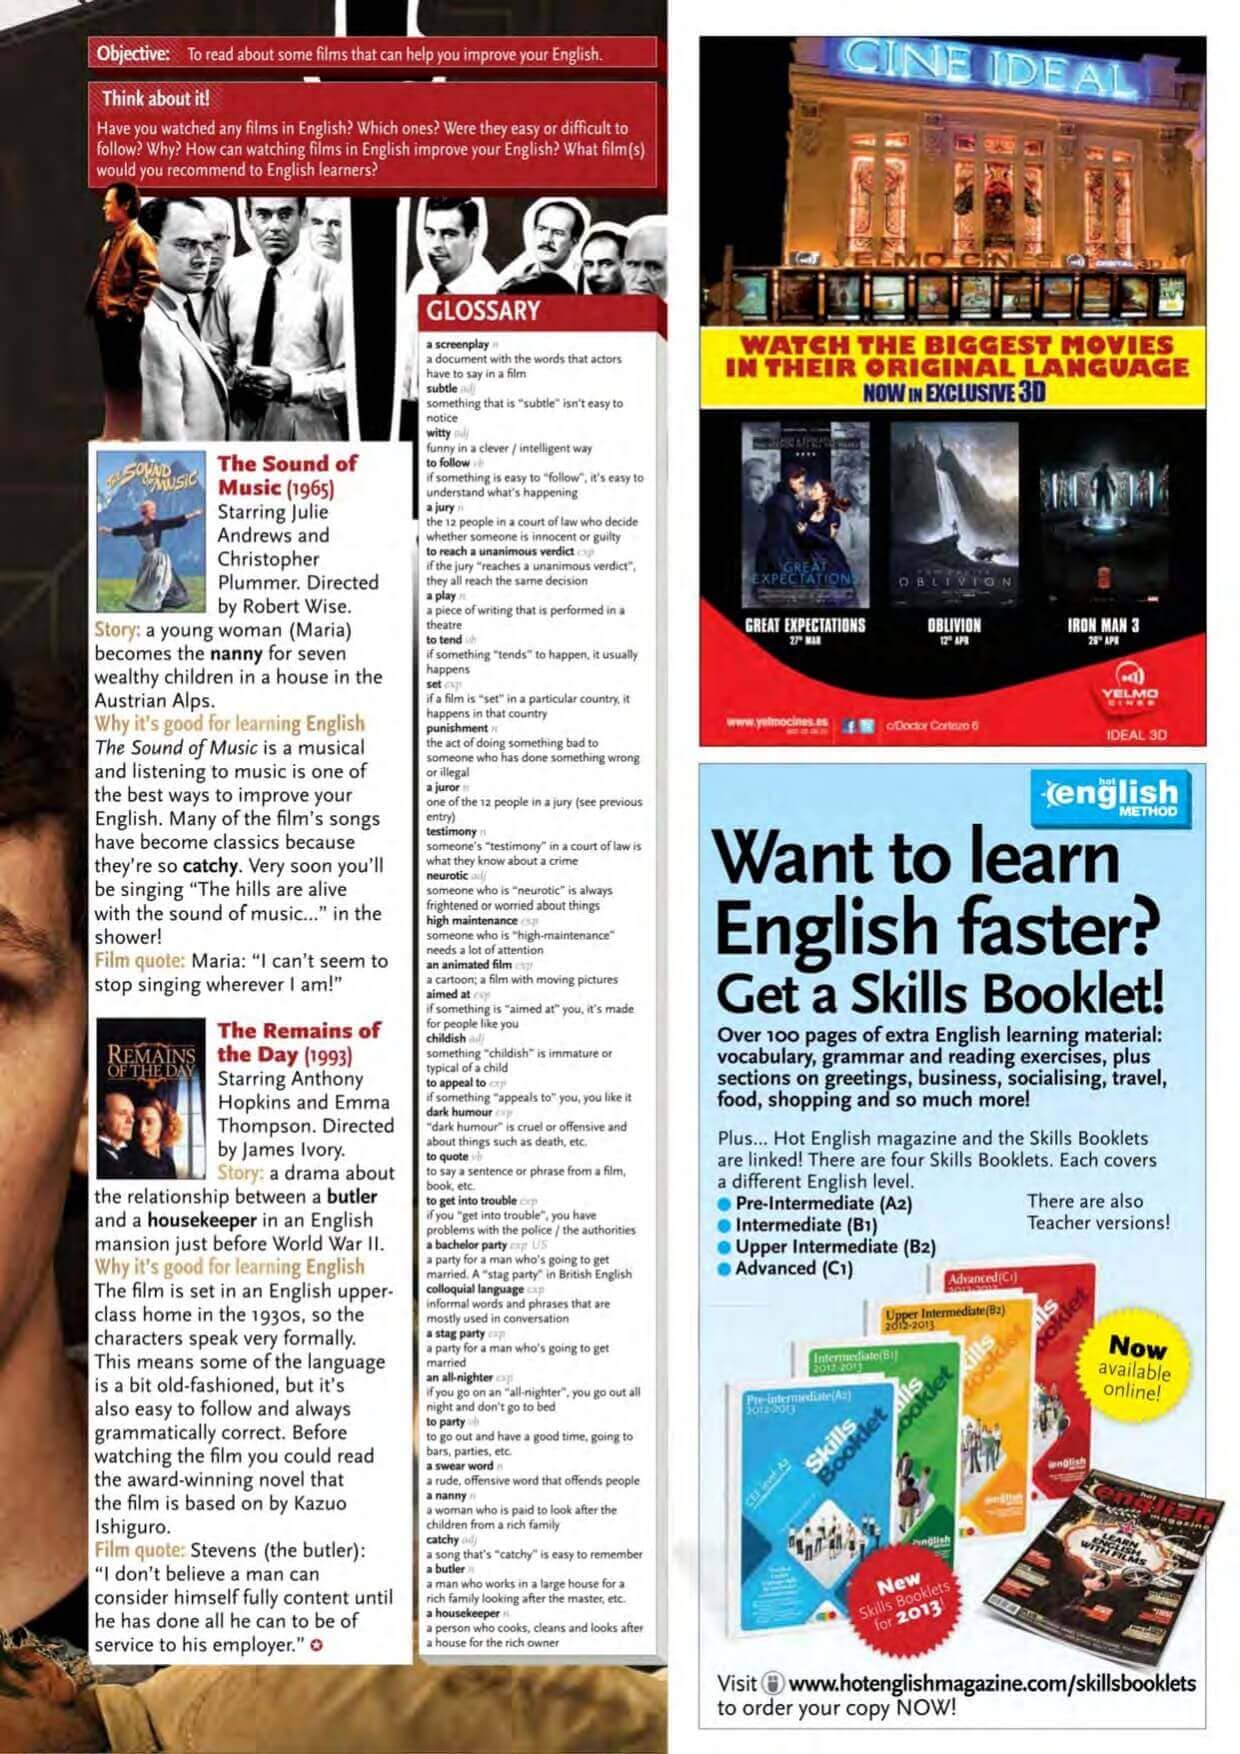 Objective: To read about some films that can help you improve your English.
Think about it!
Have you watched any films in English? Which ones? Were they easy or difficult to
follow? Why? How can watching films in English improve your English? What film(s)
would you recommend to English learners?
THE SOUND OF MUSIC
The Sound of
Music (1965)
Starring Julie
Andrews and
Christopher
Plummer. Directed
by Robert Wise.
Story: a young woman (Maria)
becomes the nanny for seven
wealthy children in a house in the
Austrian Alps.
Why it's good for learning English
The Sound of Music is a musical
and listening to music is one of
the best ways to improve your
English. Many of the film's songs
have become classics because
they're so catchy. Very soon you'll
be singing "The hills are alive
with the sound of music..." in the
shower!
Film quote: Maria: "I can't seem to
stop singing wherever I am!"
REMAINS
OF THE DAY
The Remains of
the Day (1993)
Starring Anthony
Hopkins and Emma
Thompson. Directed
by James Ivory.
Story: a drama about
the relationship between a butler
and a housekeeper in an English
mansion just before World War II.
Why it's good for learning English
The film is set in an English upper-
class home in the 1930s, so the
characters speak very formally.
This means some of the language
is a bit old-fashioned, but it's
also easy to follow and always
grammatically correct. Before
watching the film you could read
the award-winning novel that
the film is based on by Kazuo
Ishiguro.
Film quote: Stevens (the butler):
"I don't believe a man can
consider himself fully content until
he has done all he can to be of
service to his employer."
GLOSSARY
a screenplay n
a document with the words that actors
have to say in a film
subtle adj
something that is "subtle" isn't easy to
notice
witty adj
funny in a clever / intelligent way
to follow vb
if something is easy to "follow", it's easy to
understand what's happening
a jury n
the 12 people in a court of law who decide
whether someone is innocent or guilty
to reach a unanimous verdict exp
if the jury "reaches a unanimous verdict",
they all reach the same decision
a play n
a piece of writing that is performed in a
theatre
to tend vb
if something "tends" to happen, it usually
happens
set exp
if a film is "set" in a particular country, it
happens in that country
punishment n
the act of doing something bad to
someone who has done something wrong
or illegal
a juror n
one of the 12 people in a jury (see previous
entry)
testimony n
someone's "testimony" in a court of law is
what they know about a crime
neurotic adj
someone who is "neurotic" is always
frightened or worried about things
high maintenance exp
someone who is "high-maintenance"
needs a lot of attention
an animated film exp
a cartoon; a film with moving pictures
aimed at exp
if something is "aimed at" you, it's made
for people like you
childish adj
something "childish" is immature or
typical of a child
to appeal to exp
if something "appeals to" you, you like it
dark humour exp
"dark humour" is cruel or offensive and
about things such as death, etc.
to quote vb
to say a sentence or phrase from a film,
book, etc.
to get into trouble exp
if you "get into trouble", you have
problems with the police / the authorities
a bachelor party exp US
a party for a man who's going to get
married. A "stag party" in British English
colloquial language exp
informal words and phrases that are
mostly used in conversation
a stag party exp
a party for a man who's going to get
married
an all-nighter exp
if you go on an "all-nighter", you go out all
night and don't go to bed
to party vb
to go out and have a good time, going to
bars, parties, etc.
a swear word n
a rude, offensive word that offends people
a nanny n
a woman who is paid to look after the
children from a rich family
catchy adj
a song that's "catchy" is easy to remember
a butler n
a man who works in a large house for a
rich family looking after the master, etc.
a housekeeper n
a person who cooks, cleans and looks after
a house for the rich owner
CINE IDEAL
YELMO CINES
WATCH THE BIGGEST MOVIES
IN THEIR ORIGINAL LANGUAGE
NOW IN EXCLUSIVE 3D
GREAT
EXPECTATIONS
OBLIVION
GREAT EXPECTATIONS
27th MAR
OBLIVION
12th APR
IRON MAN 3
26th APR
YELMO
CINES
www.yelmocines.es
c/Doctor Cortezo 6
IDEAL 3D
hot
english
METHOD
Want to learn
English faster?
Get a Skills Booklet!
Over 100 pages of extra English learning material:
vocabulary, grammar and reading exercises, plus
sections on greetings, business, socialising, travel,
food, shopping and so much more!
Plus... Hot English magazine and the Skills Booklets
are linked! There are four Skills Booklets. Each covers
a different English level.
Pre-Intermediate (A2)
Intermediate (B1)
Upper Intermediate (B2)
Advanced (C1)
There are also
Teacher versions!
Advanced(C1)
2012-2013
Upper Intermediate(B2)
2012-2013
Intermediate(B1)
2012-2013
Pre-intermediate(A2)
2012-2013
Skills
Booklet
CEF level A2
english
Now
available
online!
New
Skills Booklets
for 2013!
hot
english
magazine
LEARN
ENGLISH
WITH FILMS
Visit www.hotenglishmagazine.com/skillsbooklets
to order your copy NOW!